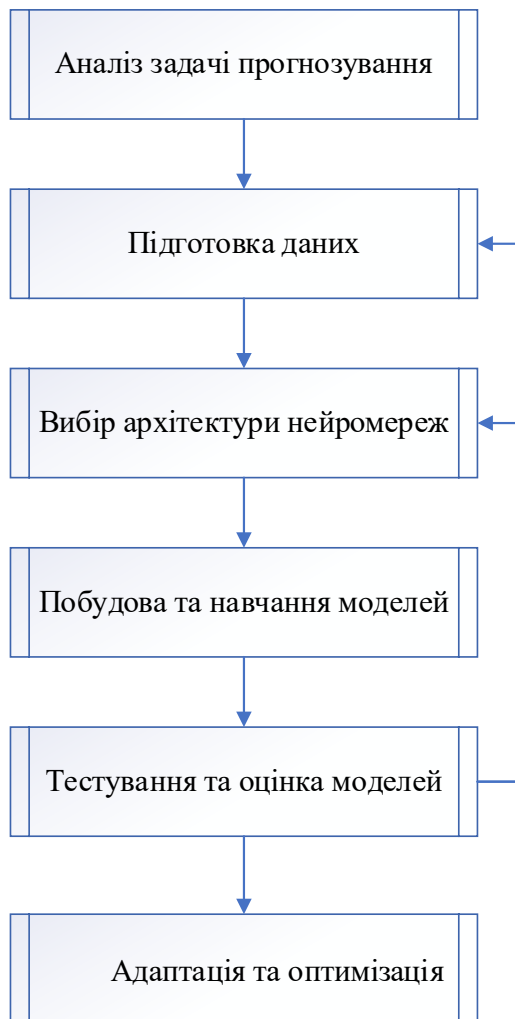 Аналіз задачі прогнозування
Підготовка даних
Вибір архітектури нейромереж
Побудова та навчання моделей
Тестування та оцінка моделей
Адаптація та оптимізація